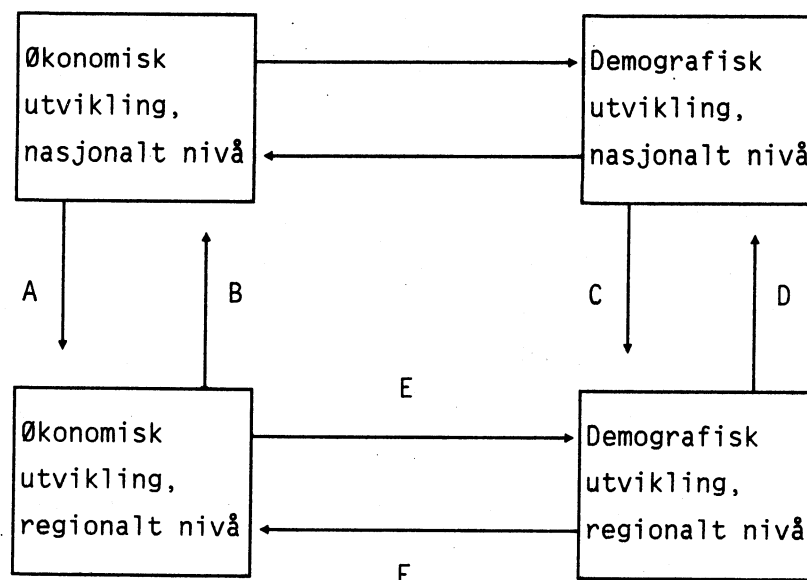 Økonomisk
utvikling,
nasjonalt nivå
Demografisk
utvikling,
nasjonalt nivå
A
B
C
D
E
Økonomisk
utvikling,
regionalt nivå
Demografisk
utvikling,
regionalt nivå